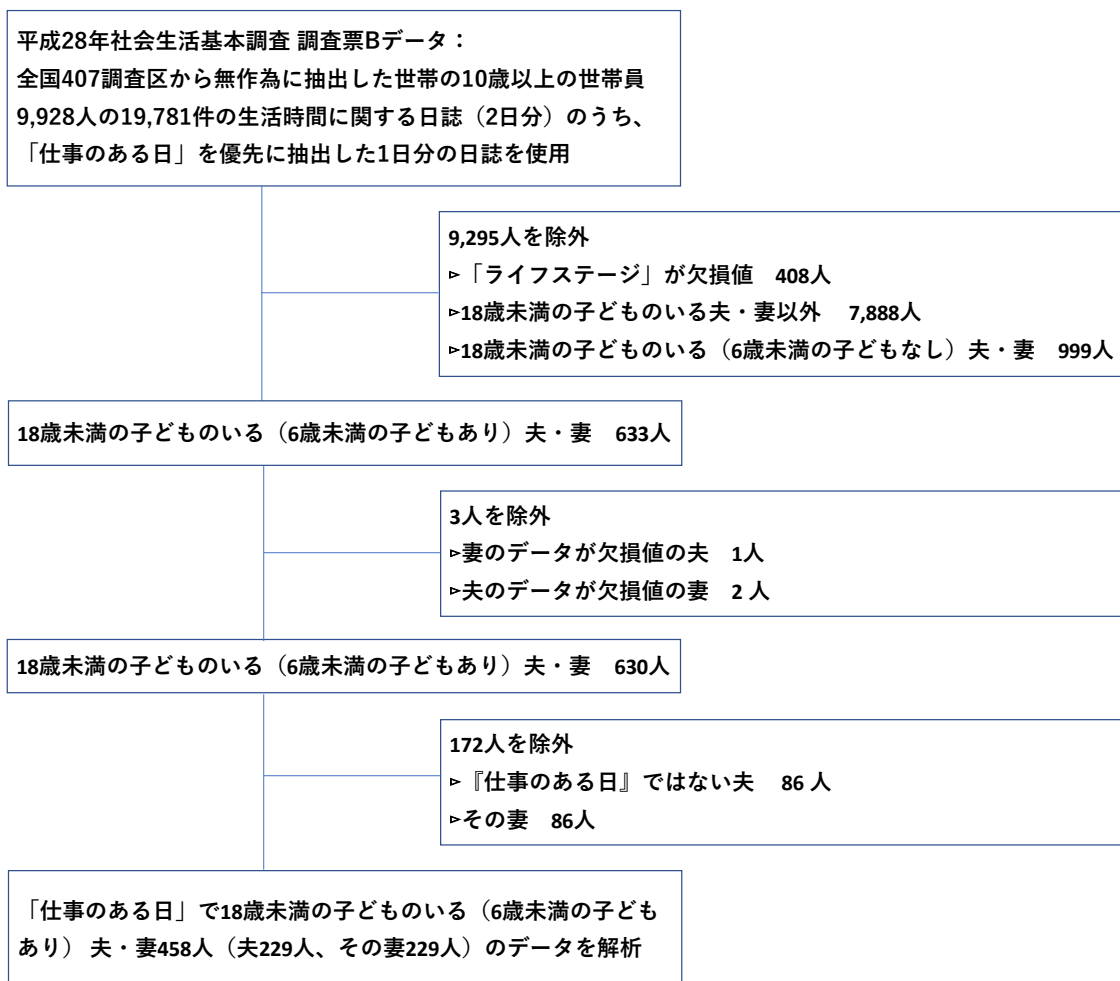 平成28年社会生活基本調査 調査票Bデータ：
全国407調査区から無作為に抽出した世帯の10歳以上の世帯員
9,928人の19,781件の生活時間に関する日誌（2日分）のうち、
「仕事のある日」を優先に抽出した1日分の日誌を使用
9,295人を除外
▻「ライフステージ」が欠損値 408人
▻18歳未満の子どものいる夫・妻以外 7,888人
▻18歳未満の子どものいる（6歳未満の子どもなし）夫・妻 999人
18歳未満の子どものいる（6歳未満の子どもあり）夫・妻 633人
3人を除外
▻妻のデータが欠損値の夫 1人
▻夫のデータが欠損値の妻 2 人
18歳未満の子どものいる（6歳未満の子どもあり）夫・妻 630人
172人を除外
▻『仕事のある日』ではない夫 86 人
▻その妻 86人
「仕事のある日」で18歳未満の子どものいる（6歳未満の子ども
あり） 夫・妻458人（夫229人、その妻229人）のデータを解析